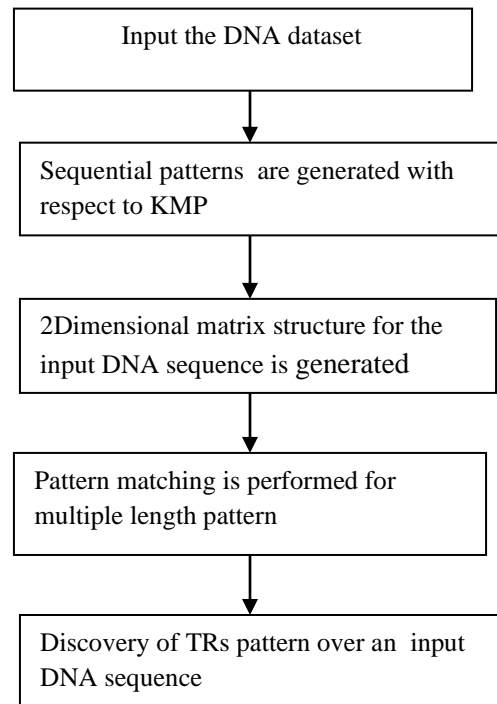 Input the DNA dataset
Sequential patterns are generated with
respect to KMP
2Dimensional matrix structure for the
input DNA sequence is generated
Pattern matching is performed for
multiple length pattern
Discovery of TRs pattern over an input
DNA sequence